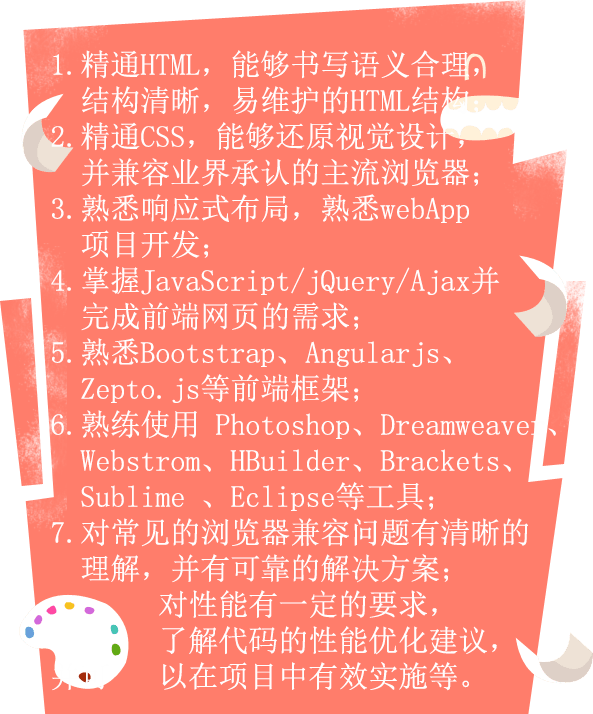 1.精通HTML，能够书写语义合理，
结构清晰，易维护的HTML结构；
2.精通CSS，能够还原视觉设计，
并兼容业界承认的主流浏览器；
3.熟悉响应式布局，熟悉webApp
项目开发；
4.掌握JavaScript/jQuery/Ajax并
完成前端网页的需求；
5.熟悉Bootstrap、Angularjs、
Zepto.js等前端框架；
6.熟练使用 Photoshop、Dreamweaver、
Webstrom、HBuilder、Brackets、
Sublime 、Eclipse等工具；
7.对常见的浏览器兼容问题有清晰的
理解，并有可靠的解决方案；
对性能有一定的要求，
了解代码的性能优化建议，
以在项目中有效实施等。